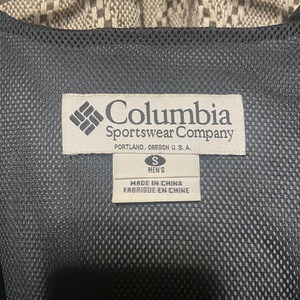 Columbia
Sportswear Company
PORTLAND, OREGON U.S.A.
S
MEN'S
MADE IN CHINA
FABRIQUÉ EN CHINE